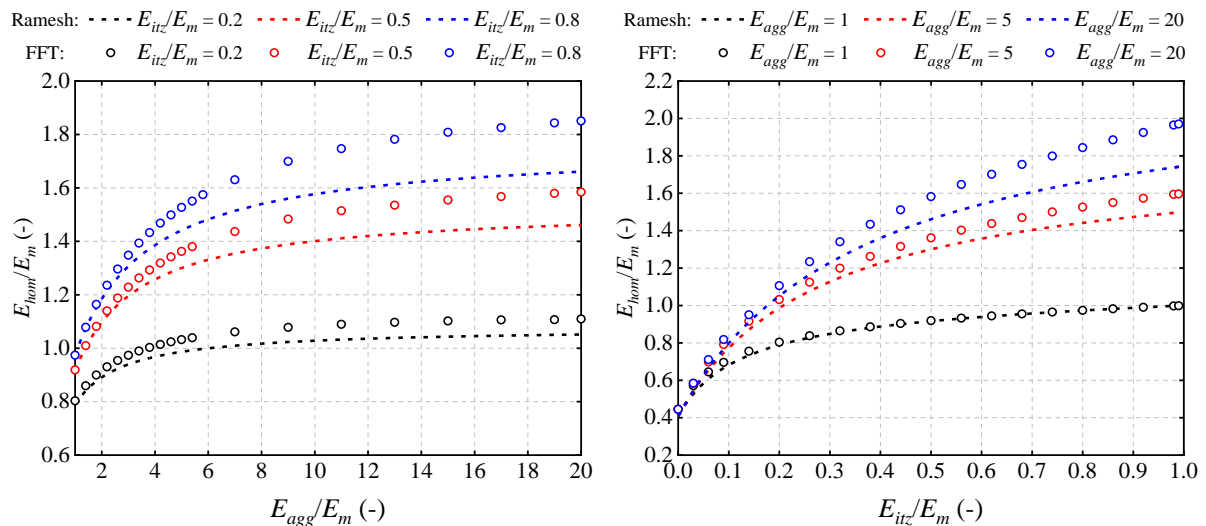 Ramesh: E_itz/E_m = 0.2 E_itz/E_m = 0.5 E_itz/E_m = 0.8
FFT: E_itz/E_m = 0.2 E_itz/E_m = 0.5 E_itz/E_m = 0.8
2.0
1.8
1.6
1.4
1.2
1.0
0.8
0.6
E_hom/E_m (-)
2 4 6 8 10 12 14 16 18 20
E_agg/E_m (-)
Ramesh: E_agg/E_m = 1 E_agg/E_m = 5 E_agg/E_m = 20
FFT: E_agg/E_m = 1 E_agg/E_m = 5 E_agg/E_m = 20
2.2
2.0
1.8
1.6
1.4
1.2
1.0
0.8
0.6
0.4
0.2
E_hom/E_m (-)
0.0 0.1 0.2 0.3 0.4 0.5 0.6 0.7 0.8 0.9 1.0
E_itz/E_m (-)